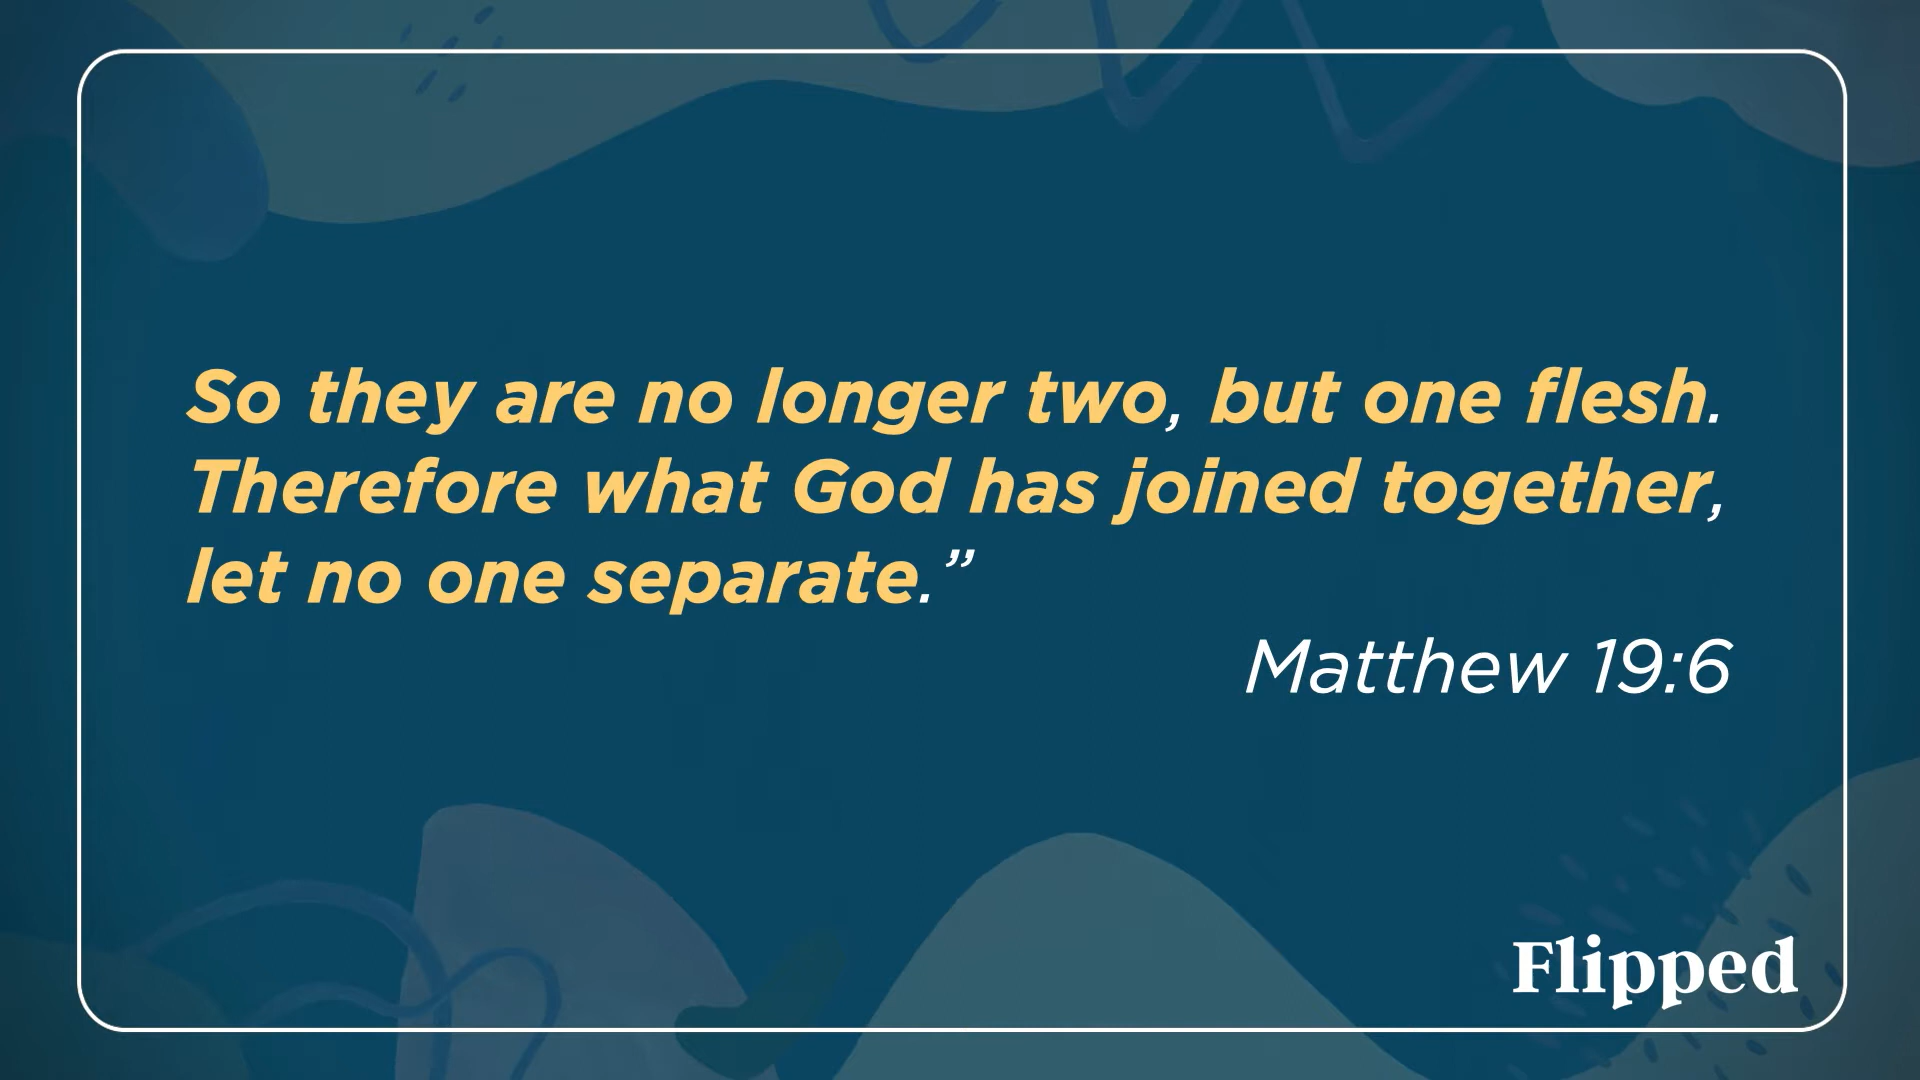 So they are no longer two, but one flesh.
Therefore what God has joined together,
let no one separate.”
Matthew 19:6
Flipped